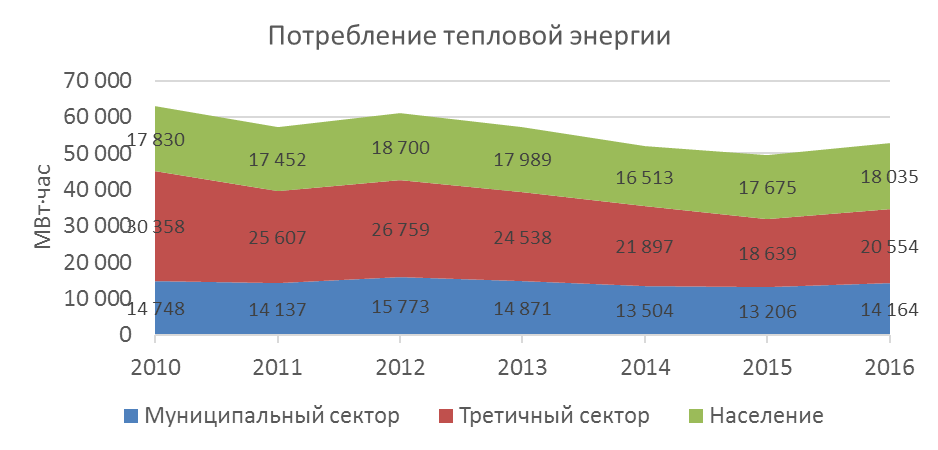 Потребление тепловой энергии
МВт·час
70 000
60 000
50 000
40 000
30 000
20 000
10 000
0
17 830 17 452 18 700 17 989 16 513 17 675 18 035
30 358 25 607 26 759 24 538 21 897 18 639 20 554
14 748 14 137 15 773 14 871 13 504 13 206 14 164
2010 2011 2012 2013 2014 2015 2016
Муниципальный сектор Третичный сектор Население